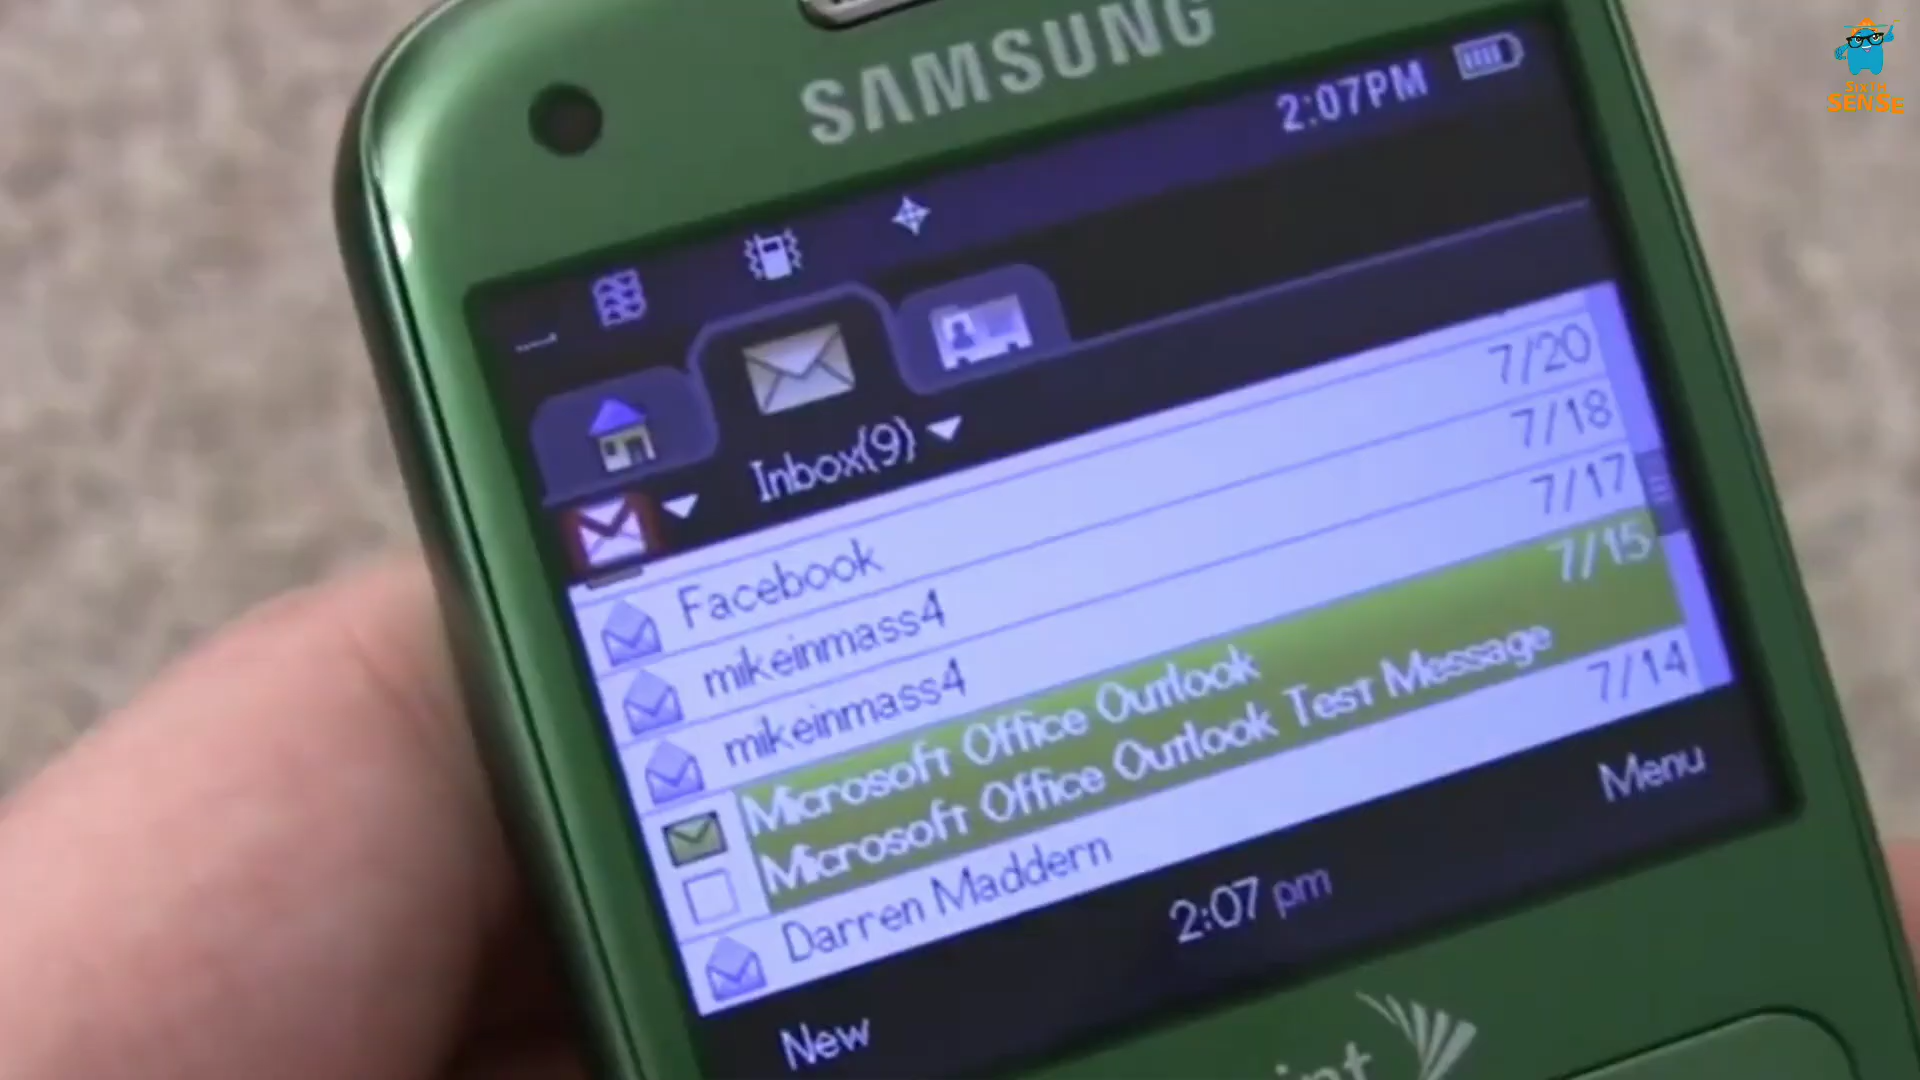 SAMSUNG
2:07PM
Inbox(9)
7/20
Facebook
7/18
mikeinmass4
7/17
mikeinmass4
7/15
Microsoft Office Outlook
Microsoft Office Outlook Test Message
7/14
Darren Maddern
2:07 pm
Menu
New
SIXTH
SENSE